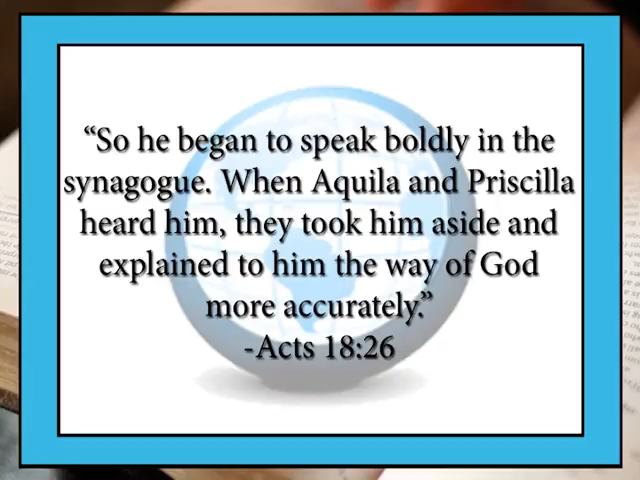 “So he began to speak boldly in the
synagogue. When Aquila and Priscilla
heard him, they took him aside and
explained to him the way of God
more accurately.”
-Acts 18:26